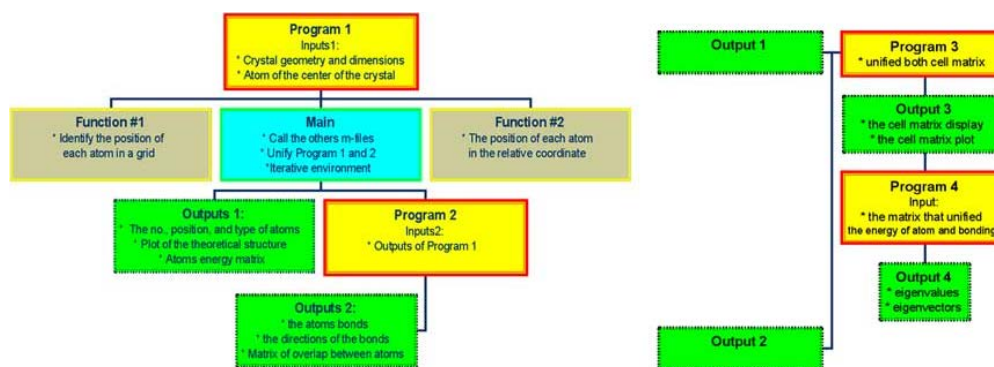 Program 1
Inputs1:
* Crystal geometry and dimensions
* Atom of the center of the crystal
Function #1
* Identify the position of
each atom in a grid
Main
* Call the others m-files
* Unify Program 1 and 2
* Iterative environment
Function #2
* The position of each atom
in the relative coordinate
Outputs 1:
* The no., position, and type of atoms
* Plot of the theoretical structure
* Atoms energy matrix
Program 2
Inputs2:
* Outputs of Program 1
Outputs 2:
* the atoms bonds
* the directions of the bonds
* Matrix of overlap between atoms
Output 1
Program 3
* unified both cell matrix
Output 3
* the cell matrix display
* the cell matrix plot
Program 4
Input:
* the matrix that unified
the energy of atom and bonding
Output 4
* eigenvalues
* eigenvectors
Output 2